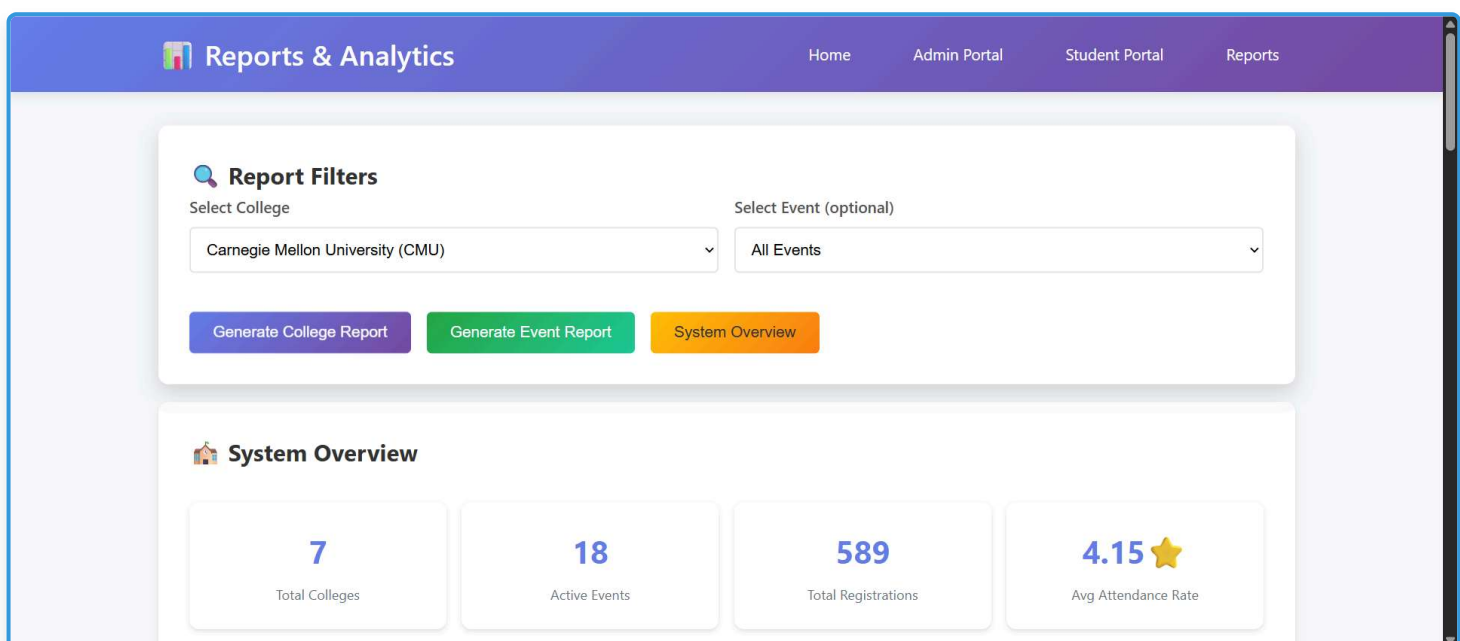 Reports & Analytics
Home Admin Portal Student Portal Reports
Report Filters
Select College Select Event (optional)
Carnegie Mellon University (CMU) All Events
Generate College Report Generate Event Report System Overview
System Overview
7 18 589 4.15
Total Colleges Active Events Total Registrations Avg Attendance Rate